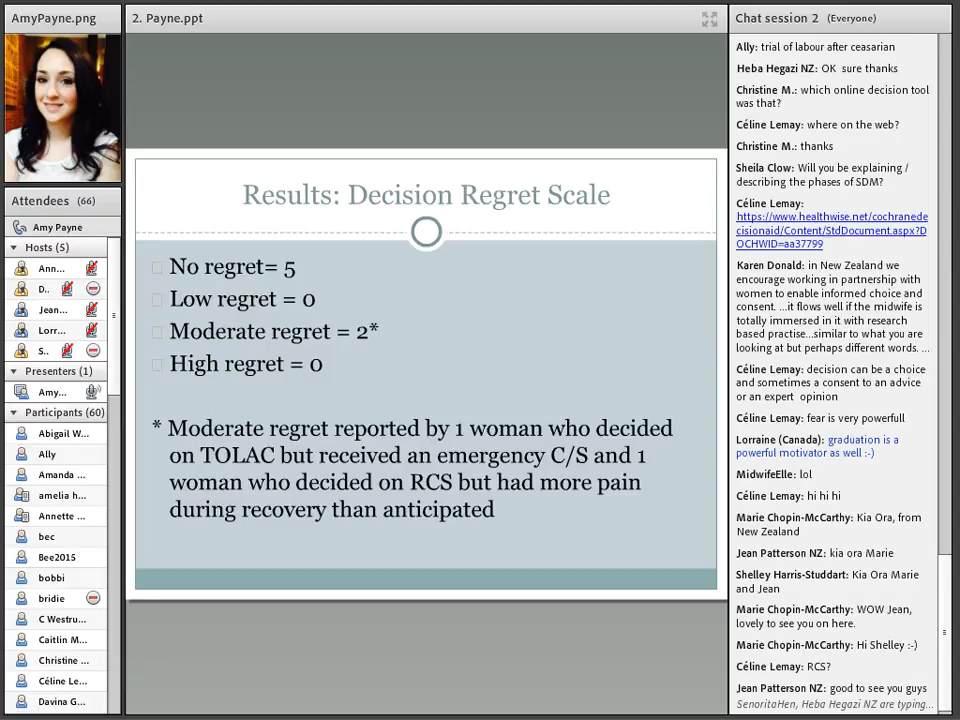 AmyPayne.png
Attendees (66)
Amy Payne
Hosts (5)
Ann...
D..
Jean...
Lorr...
S..
Presenters (1)
Amy...
Participants (60)
Abigail W...
Ally
Amanda ...
amelia h...
Annette ...
bec
Bee2015
bobbi
bridie
C Westru...
Caitlin M...
Christine ...
Céline Le...
Davina G...
2. Payne.ppt
Results: Decision Regret Scale
No regret= 5
Low regret = 0
Moderate regret = 2*
High regret = 0
* Moderate regret reported by 1 woman who decided
on TOLAC but received an emergency C/S and 1
woman who decided on RCS but had more pain
during recovery than anticipated
Chat session 2 (Everyone)
Ally: trial of labour after ceasarian
Heba Hegazi NZ: OK sure thanks
Christine M.: which online decision tool
was that?
Céline Lemay: where on the web?
Christine M.: thanks
Sheila Clow: Will you be explaining /
describing the phases of SDM?
Céline Lemay:
https://www.healthwise.net/cochranede
cisionaid/Content/StdDocument.aspx?D
OCHWID=aa37799
Karen Donald: in New Zealand we
encourage working in partnership with
women to enable informed choice and
consent. ...it flows well if the midwife is
totally immersed in it with research
based practise...similar to what you are
looking at but perhaps different words. ...
Céline Lemay: decision can be a choice
and sometimes a consent to an advice
or an expert opinion
Céline Lemay: fear is very powerfull
Lorraine (Canada): graduation is a
powerful motivator as well :-)
MidwifeElle: lol
Céline Lemay: hi hi hi
Marie Chopin-McCarthy: Kia Ora, from
New Zealand
Jean Patterson NZ: kia ora Marie
Shelley Harris-Studdart: Kia Ora Marie
and Jean
Marie Chopin-McCarthy: WOW Jean,
lovely to see you on here.
Marie Chopin-McCarthy: Hi Shelley :-)
Céline Lemay: RCS?
Jean Patterson NZ: good to see you guys
SenoritaHen, Heba Hegazi NZ are typing...